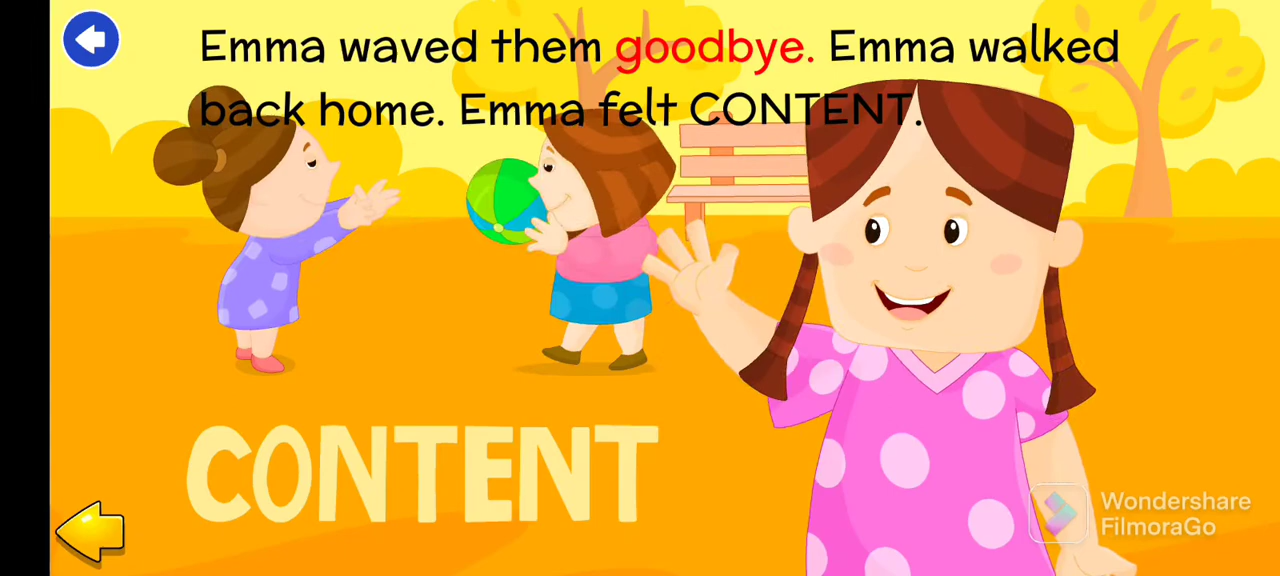 Emma waved them goodbye. Emma walked
back home. Emma felt CONTENT.
CONTENT
Wondershare
FilmoraGo